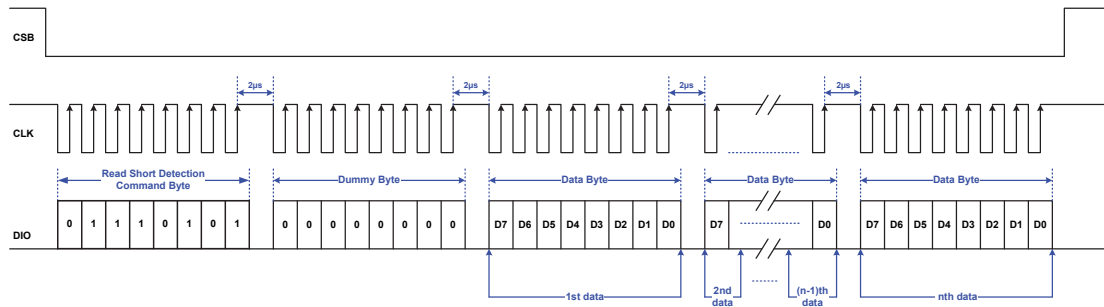 CSB
2µs 2µs 2µs 2µs
CLK
Read Short Detection
Command Byte
Dummy Byte
Data Byte
Data Byte
Data Byte
DIO
0 1 1 1 0 1 0 1
0 0 0 0 0 0 0 0
D7 D6 D5 D4 D3 D2 D1 D0
D7 D0
D7 D6 D5 D4 D3 D2 D1 D0
1st data
2nd
data
(n-1)th
data
nth data